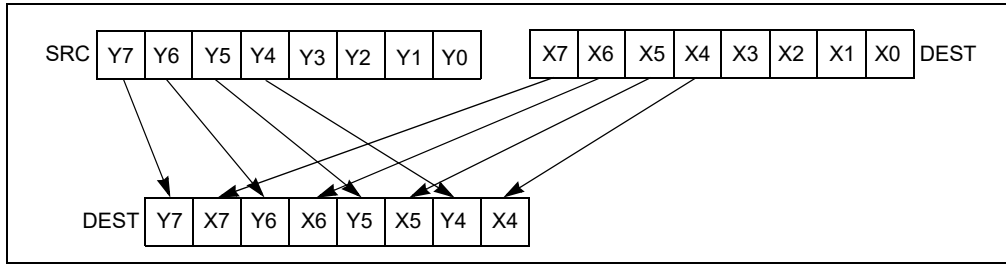 SRC Y7 Y6 Y5 Y4 Y3 Y2 Y1 Y0 X7 X6 X5 X4 X3 X2 X1 X0 DEST
DEST Y7 X7 Y6 X6 Y5 X5 Y4 X4